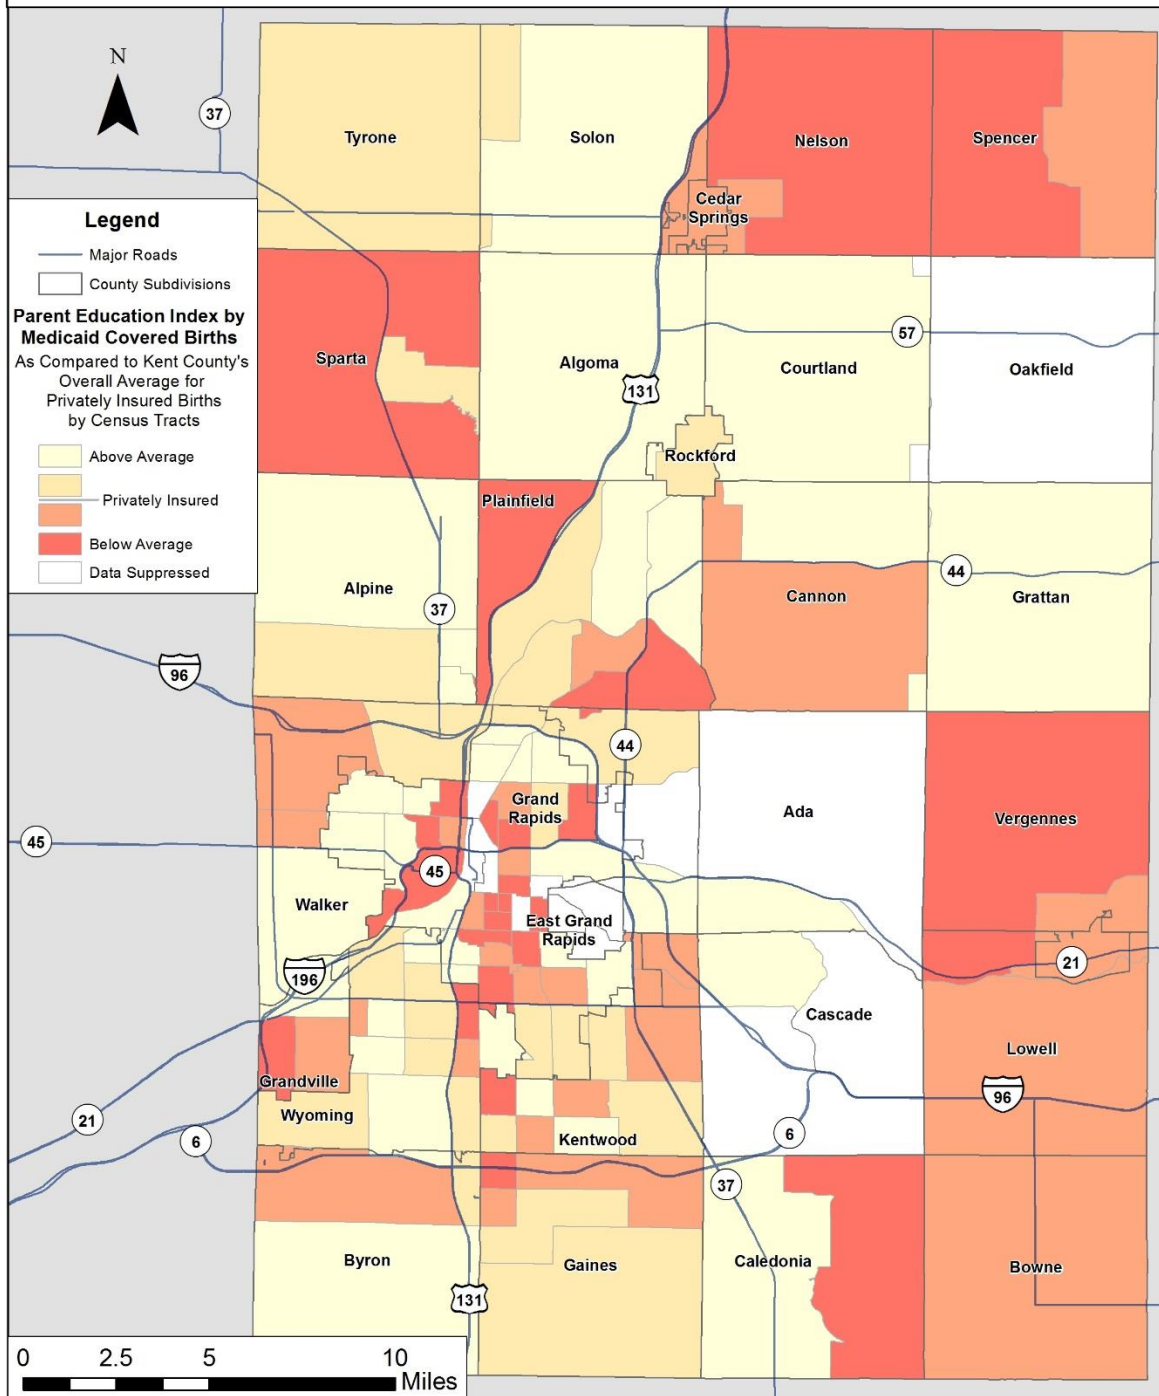 N
37
Tyrone
Solon
Nelson
Spencer
Cedar
Springs
Legend
Major Roads
County Subdivisions
Parent Education Index by
Medicaid Covered Births
As Compared to Kent County's
Overall Average for
Privately Insured Births
by Census Tracts
Above Average
Privately Insured
Below Average
Data Suppressed
57
Sparta
Algoma
Courtland
Oakfield
131
Rockford
Plainfield
Alpine
37
Cannon
44
Grattan
96
44
Grand
Rapids
Ada
Vergennes
45
45
Walker
East Grand
Rapids
21
196
Cascade
Lowell
Grandville
96
Wyoming
21
6
Kentwood
6
37
Byron
Gaines
Caledonia
Bowne
131
0 2.5 5 10
Miles